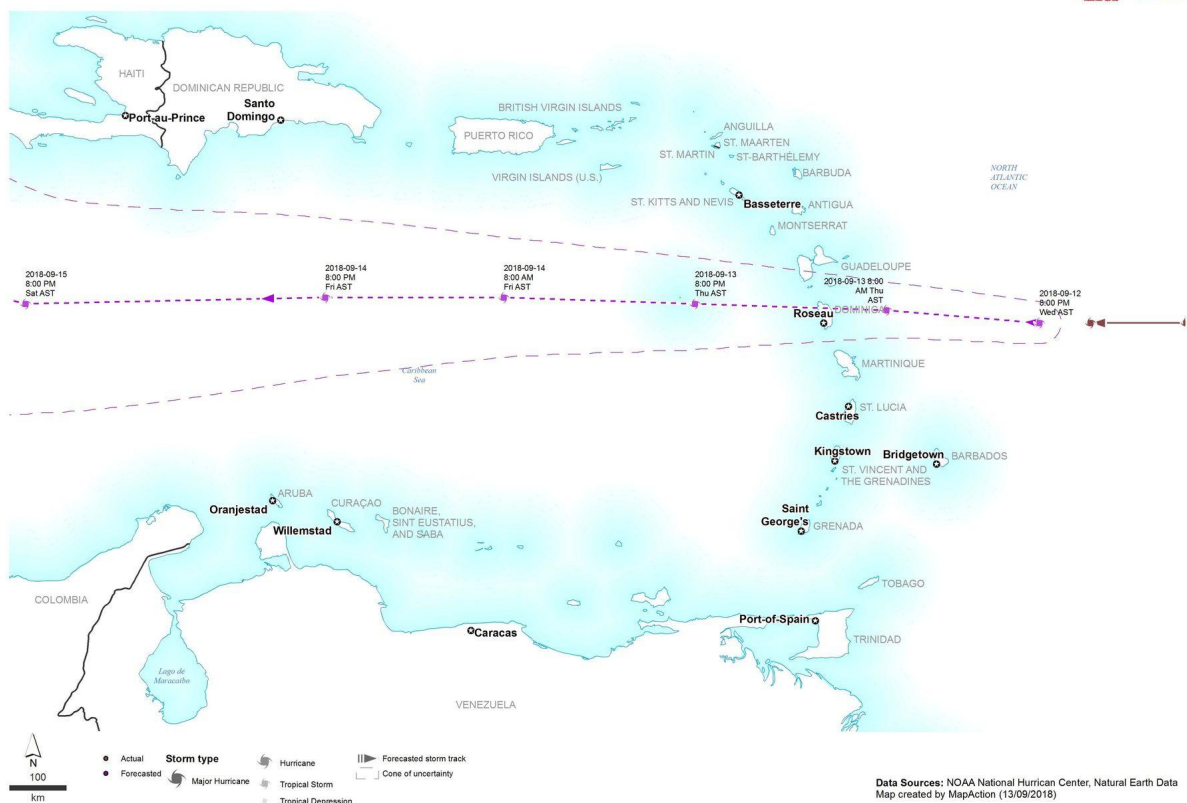 HAITI
DOMINICAN REPUBLIC
Port-au-Prince
Santo
Domingo
PUERTO RICO
BRITISH VIRGIN ISLANDS
VIRGIN ISLANDS (U.S.)
ANGUILLA
ST. MAARTEN
ST. MARTIN
ST-BARTHÉLEMY
BARBUDA
ST. KITTS AND NEVIS
Basseterre
ANTIGUA
MONTSERRAT
NORTH
ATLANTIC
OCEAN
GUADELOUPE
2018-09-15
8:00 PM
Sat AST
2018-09-14
8:00 PM
Fri AST
2018-09-14
8:00 AM
Fri AST
2018-09-13
8:00 PM
Thu AST
2018-09-13 8:00
AM Thu
AST
2018-09-12
8:00 PM
Wed AST
Roseau
DOMINICA
MARTINIQUE
Caribbean
Sea
Castries
ST. LUCIA
Kingstown
ST. VINCENT AND
THE GRENADINES
Bridgetown
BARBADOS
Saint
George's
GRENADA
ARUBA
Oranjestad
CURAÇAO
Willemstad
BONAIRE,
SINT EUSTATIUS,
AND SABA
TOBAGO
Port-of-Spain
TRINIDAD
COLOMBIA
Caracas
Lago de
Maracaibo
VENEZUELA
N
100
km
Actual
Forecasted
Storm type
Major Hurricane
Hurricane
Tropical Storm
Tropical Depression
Forecasted storm track
Cone of uncertainty
Data Sources: NOAA National Hurrican Center, Natural Earth Data
Map created by MapAction (13/09/2018)